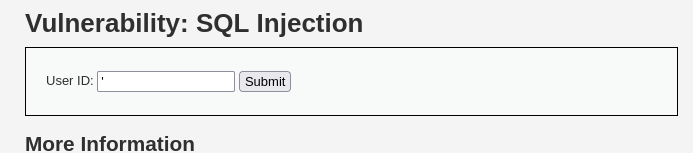 Vulnerability: SQL Injection
User ID: ' Submit
More Information